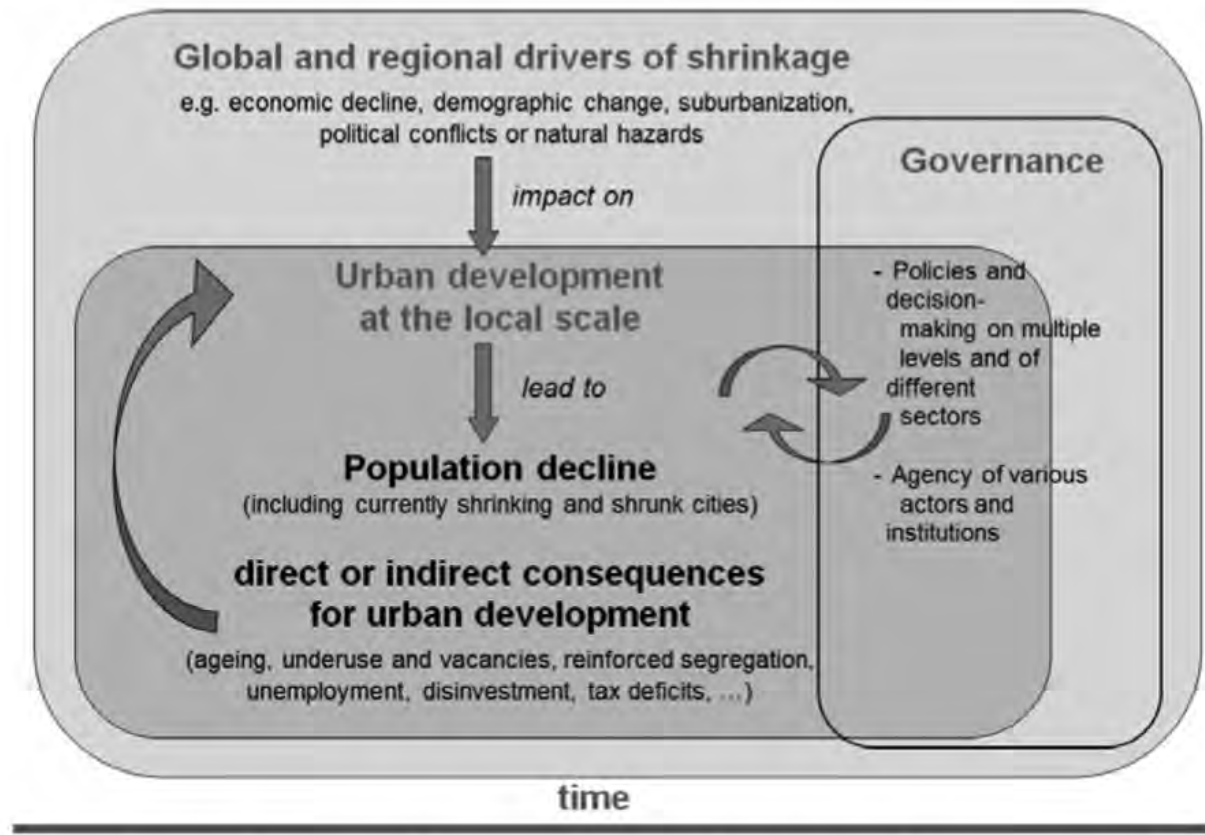 Global and regional drivers of shrinkage
e.g. economic decline, demographic change, suburbanization,
political conflicts or natural hazards
impact on
Urban development
at the local scale
lead to
Population decline
(including currently shrinking and shrunk cities)
direct or indirect consequences
for urban development
(ageing, underuse and vacancies, reinforced segregation,
unemployment, disinvestment, tax deficits, ...)
Governance
- Policies and
decision-
making on multiple
levels and of
different
sectors
- Agency of various
actors and
institutions
time